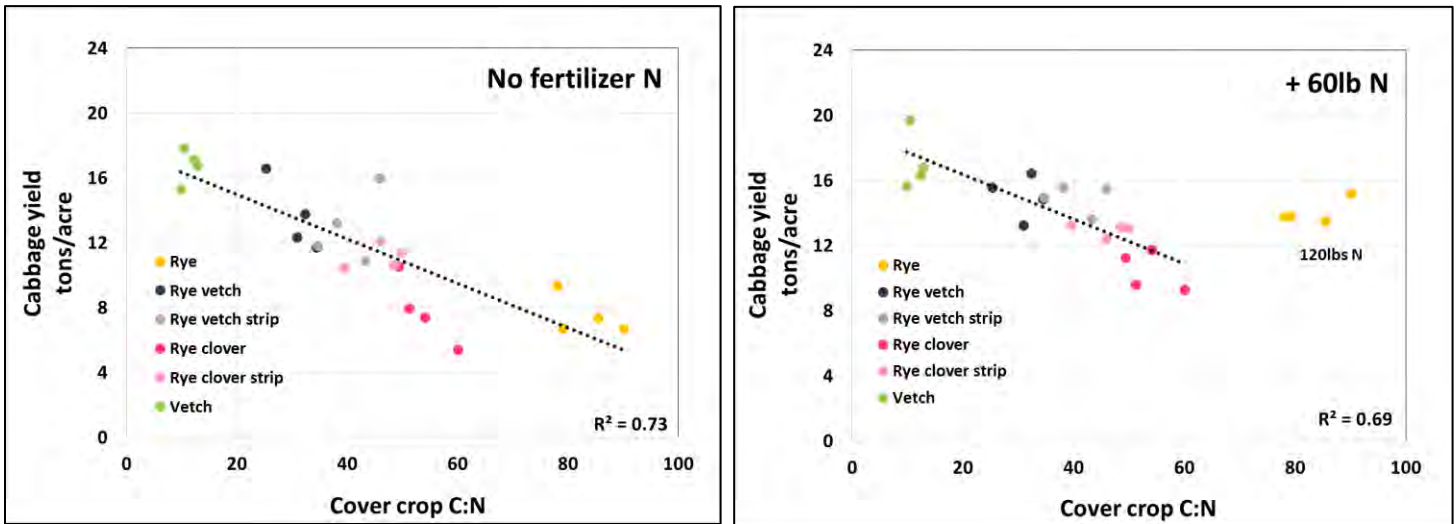 No fertilizer N
Cabbage yield
tons/acre
24
20
16
12
8
4
0
Rye
Rye vetch
Rye vetch strip
Rye clover
Rye clover strip
Vetch
R² = 0.73
0 20 40 60 80 100
Cover crop C:N
+ 60lb N
Cabbage yield
tons/acre
24
20
16
12
8
4
0
120lbs N
Rye
Rye vetch
Rye vetch strip
Rye clover
Rye clover strip
Vetch
R² = 0.69
0 20 40 60 80 100
Cover crop C:N